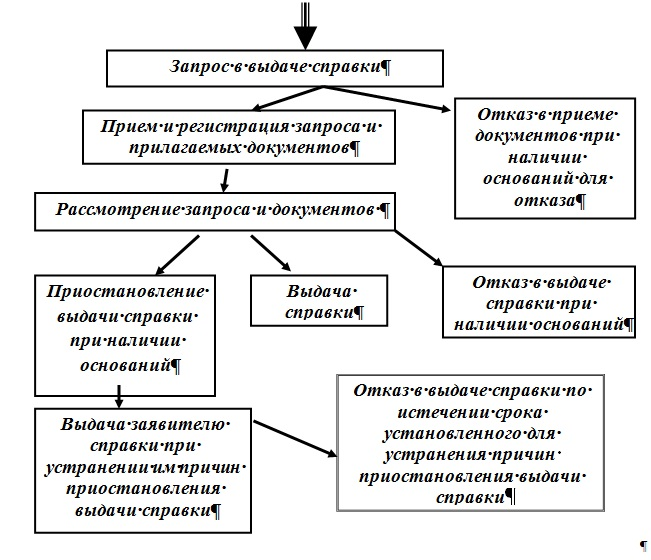 Запрос·в·выдаче·справки¶
Прием·и·регистрация·запроса·и·
прилагаемых·документов¶
Отказ·в·приеме·
документов·при·
наличии·
оснований·для·
отказа¶
Рассмотрение·запроса·и·документов·¶
Приостановление·
выдачи·справки·
при·наличии·
оснований¶
Выдача·
справки¶
Отказ·в·выдаче·
справки·при·
наличии·оснований¶
Выдача·заявителю·
справки·при·
устранении·им·причин·
приостановления·
выдачи·справки¶
Отказ·в·выдаче·справки·по·
истечении·срока·
установленного·для·
устранения·причин·
приостановления·выдачи·
справки¶
¶